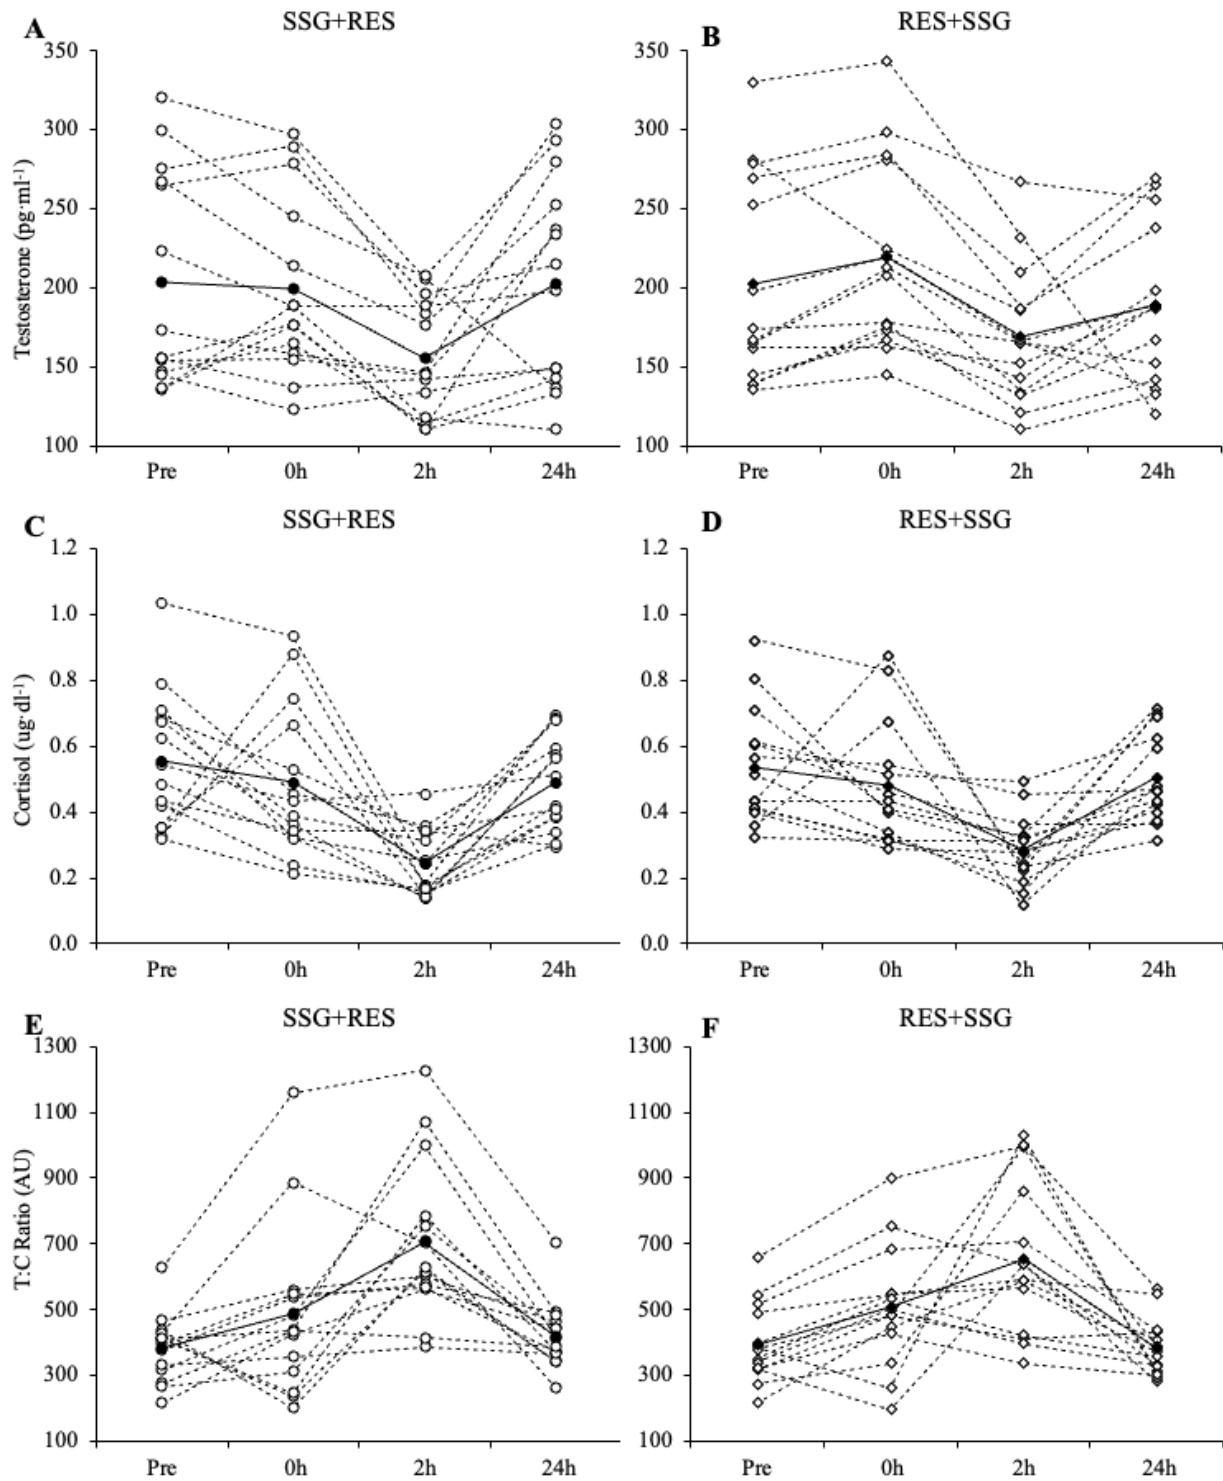 A SSG+RES
B RES+SSG
Testosterone (pg·ml-1)
350
300
250
200
150
100
Pre 0h 2h 24h
350
300
250
200
150
100
Pre 0h 2h 24h
C SSG+RES
D RES+SSG
Cortisol (ug·dl-1)
1.2
1.0
0.8
0.6
0.4
0.2
0.0
Pre 0h 2h 24h
1.2
1.0
0.8
0.6
0.4
0.2
0.0
Pre 0h 2h 24h
E SSG+RES
F RES+SSG
T:C Ratio (AU)
1300
1100
900
700
500
300
100
Pre 0h 2h 24h
1300
1100
900
700
500
300
100
Pre 0h 2h 24h